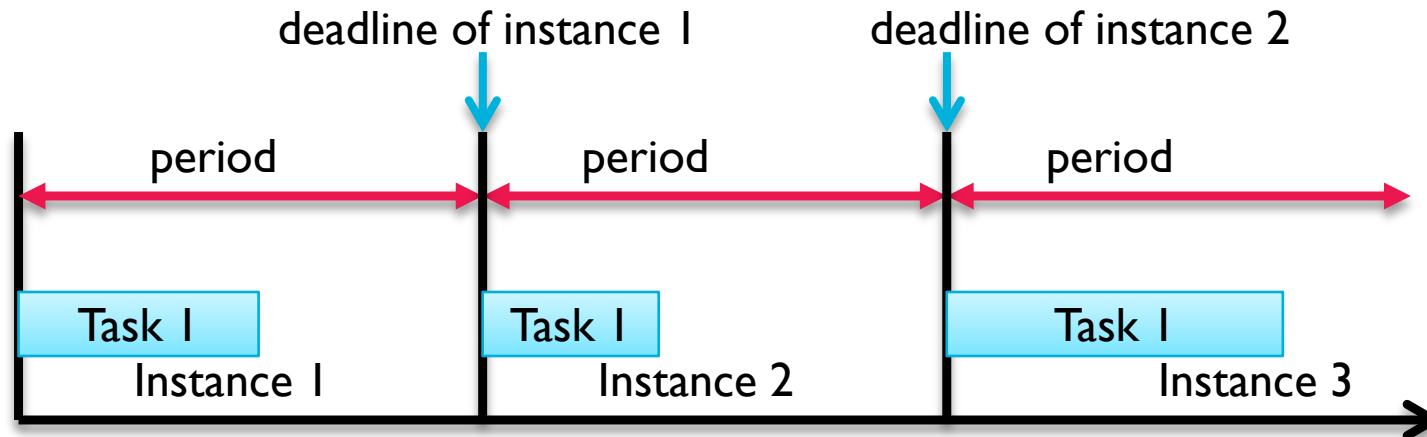 deadline of instance 1
deadline of instance 2
period
period
period
Task 1
Task 1
Task 1
Instance 1
Instance 2
Instance 3